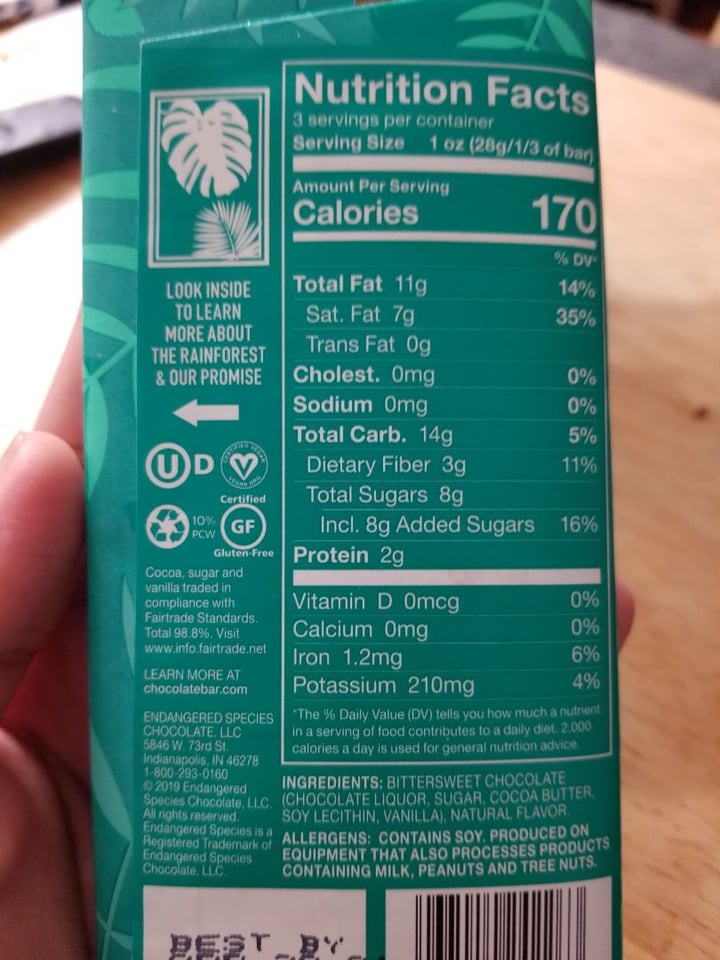 Nutrition Facts
3 servings per container
Serving Size 1 oz (28g/1/3 of bar)
Amount Per Serving
Calories 170
% DV*
Total Fat 11g 14%
Sat. Fat 7g 35%
Trans Fat 0g
Cholest. 0mg 0%
Sodium 0mg 0%
Total Carb. 14g 5%
Dietary Fiber 3g 11%
Total Sugars 8g
Incl. 8g Added Sugars 16%
Protein 2g
Vitamin D 0mcg 0%
Calcium 0mg 0%
Iron 1.2mg 6%
Potassium 210mg 4%
*The % Daily Value (DV) tells you how much a nutrient
in a serving of food contributes to a daily diet. 2,000
calories a day is used for general nutrition advice.
INGREDIENTS: BITTERSWEET CHOCOLATE
(CHOCOLATE LIQUOR, SUGAR, COCOA BUTTER,
SOY LECITHIN, VANILLA), NATURAL FLAVOR.
ALLERGENS: CONTAINS SOY. PRODUCED ON
EQUIPMENT THAT ALSO PROCESSES PRODUCTS
CONTAINING MILK, PEANUTS AND TREE NUTS.
LOOK INSIDE
TO LEARN
MORE ABOUT
THE RAINFOREST
& OUR PROMISE
U D
CERTIFIED VEGAN
V
VEGAN.ORG
10%
PCW
Certified
GF
Gluten-Free
Cocoa, sugar and
vanilla traded in
compliance with
Fairtrade Standards.
Total 98.8%. Visit
www.info.fairtrade.net
LEARN MORE AT
chocolatebar.com
ENDANGERED SPECIES
CHOCOLATE, LLC
5846 W. 73rd St.
Indianapolis, IN 46278
1-800-293-0160
© 2019 Endangered
Species Chocolate, LLC.
All rights reserved.
Endangered Species is a
Registered Trademark of
Endangered Species
Chocolate, LLC.
BEST BY